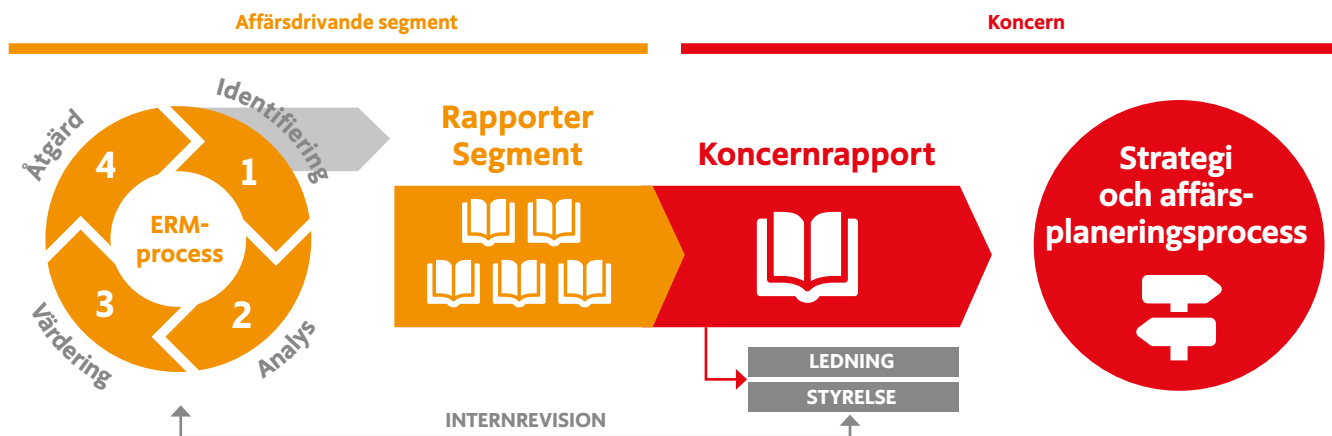 Affärsdrivande segment
Koncern
Identifiering
Åtgärd
4
1
ERM-
process
3
2
Värdering
Analys
Rapporter
Segment
Koncernrapport
Strategi
och affärs-
planeringsprocess
LEDNING
STYRELSE
INTERNREVISION